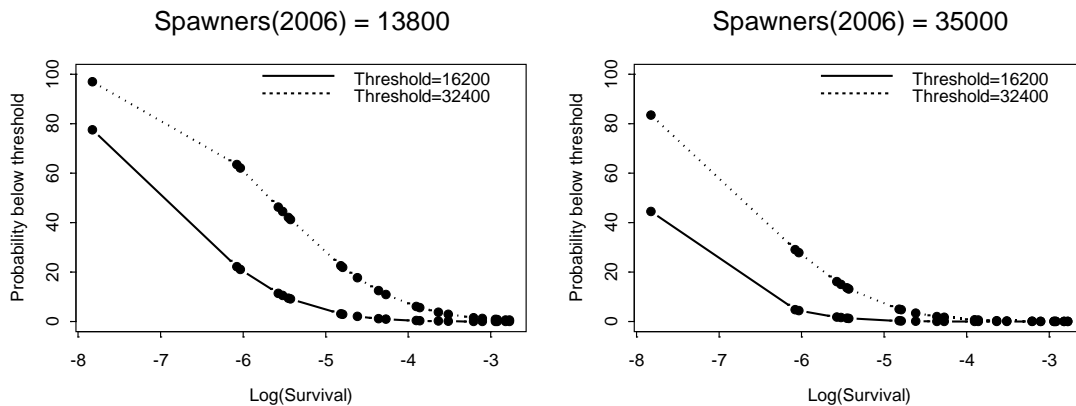 Spawners(2006) = 13800
Threshold=16200
Threshold=32400
Probability below threshold
0 20 40 60 80 100
-8 -7 -6 -5 -4 -3
Log(Survival)
Spawners(2006) = 35000
Threshold=16200
Threshold=32400
Probability below threshold
0 20 40 60 80 100
-8 -7 -6 -5 -4 -3
Log(Survival)